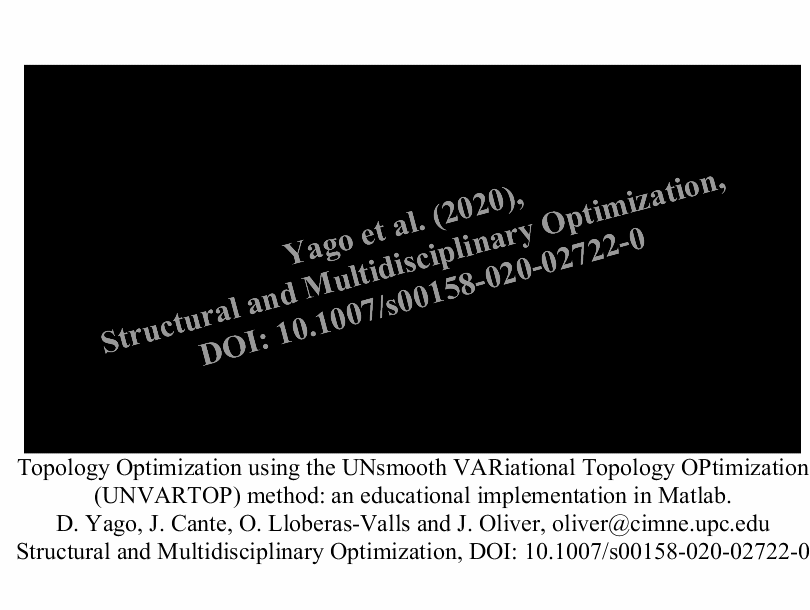 Yago et al. (2020),
Structural and Multidisciplinary Optimization,
DOI: 10.1007/s00158-020-02722-0
Topology Optimization using the UNsmooth VARiational Topology OPtimization
(UNVARTOP) method: an educational implementation in Matlab.
D. Yago, J. Cante, O. Lloberas-Valls and J. Oliver, oliver@cimne.upc.edu
Structural and Multidisciplinary Optimization, DOI: 10.1007/s00158-020-02722-0